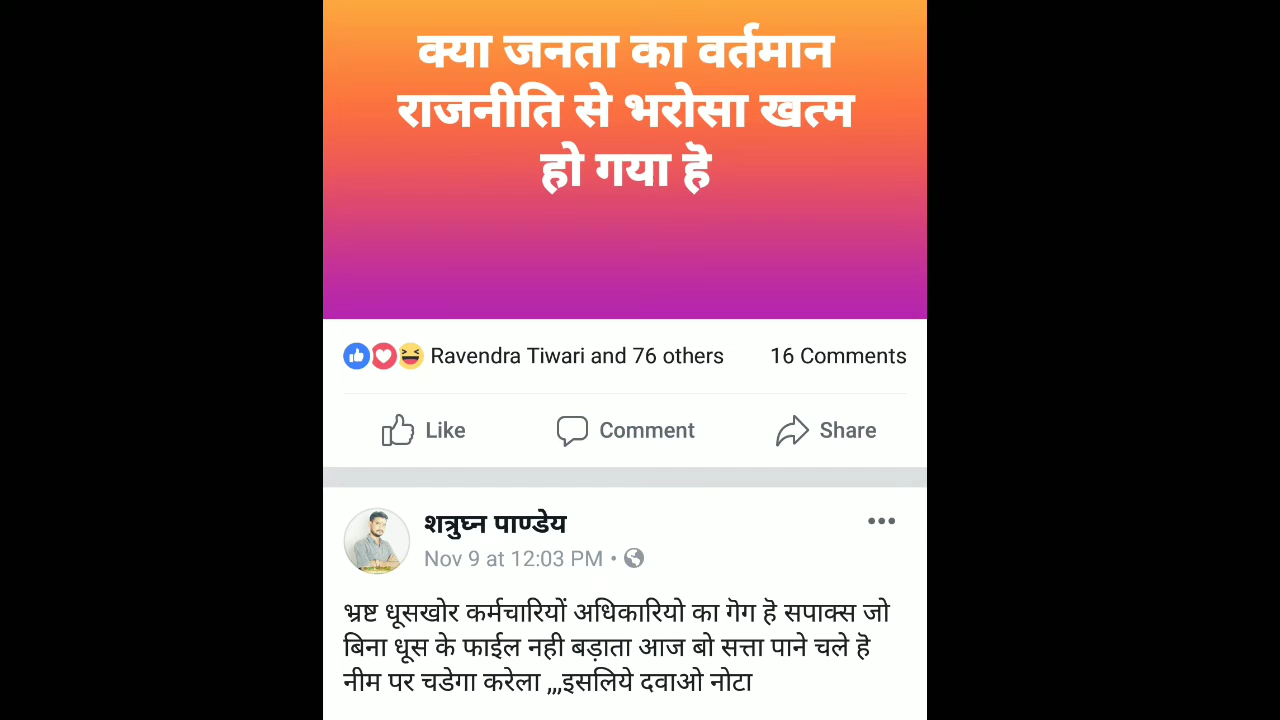 क्या जनता का वर्तमान
राजनीति से भरोसा खत्म
हो गया हॆ
Ravendra Tiwari and 76 others 16 Comments
Like Comment Share
शत्रुघ्न पाण्डेय
Nov 9 at 12:03 PM •
भ्रष्ट धूसखोर कर्मचारियों अधिकारियो का गॆग हॆ सपाक्स जो
बिना धूस के फाईल नही बड़ाता आज बो सत्ता पाने चले हॆ
नीम पर चडेगा करेला ,,,इसलिये दवाओ नोटा